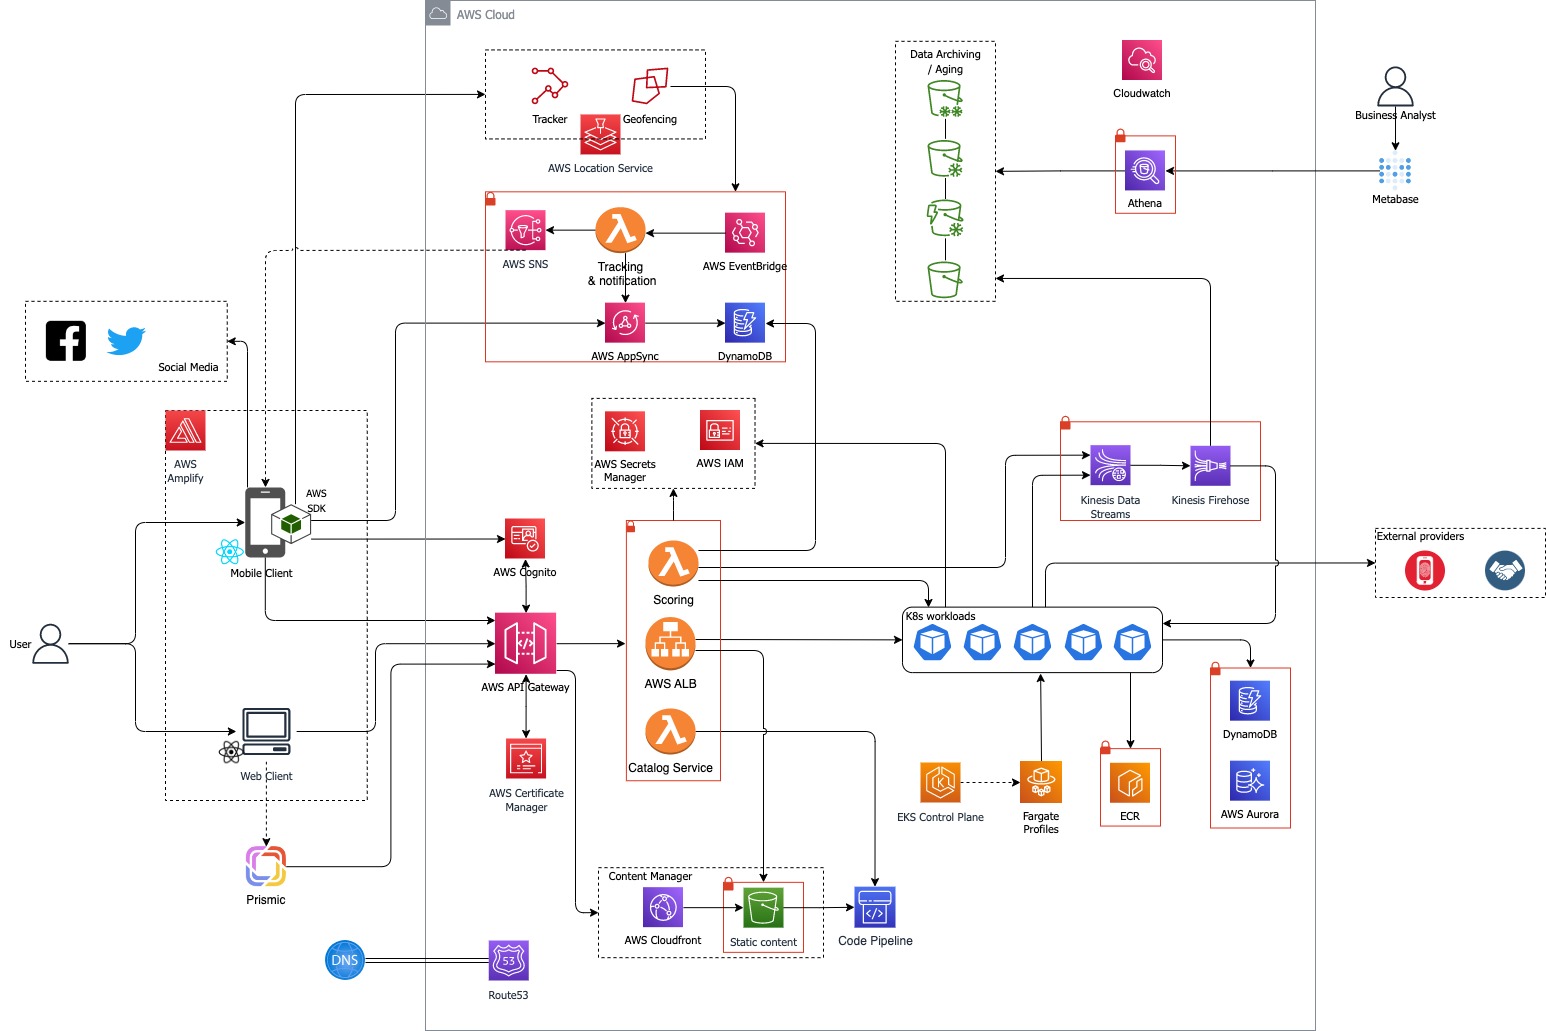 AWS Cloud
Data Archiving
/ Aging
Cloudwatch
Tracker
Geofencing
Business Analyst
AWS Location Service
Athena
Metabase
AWS SNS
Tracking
& notification
AWS EventBridge
AWS AppSync
DynamoDB
Social Media
AWS
Amplify
AWS Secrets
Manager
AWS IAM
AWS
SDK
Kinesis Data
Streams
Kinesis Firehose
External providers
Mobile Client
AWS Cognito
Scoring
K8s workloads
User
AWS API Gateway
AWS ALB
DynamoDB
Web Client
Catalog Service
AWS Certificate
Manager
EKS Control Plane
Fargate
Profiles
ECR
AWS Aurora
Prismic
Content Manager
AWS Cloudfront
Static content
Code Pipeline
DNS
53
Route53